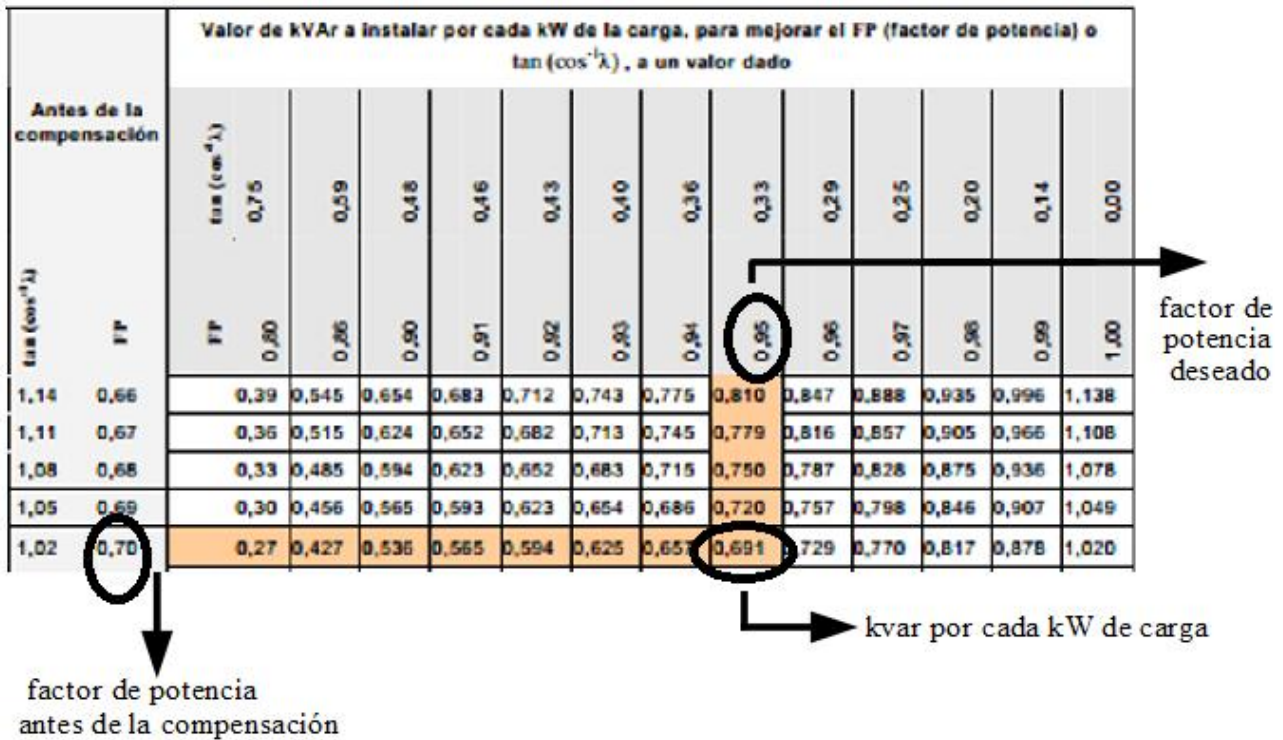 Valor de kVAr a instalar por cada kW de la carga, para mejorar el FP (factor de potencia) o
tan (cos⁻¹λ) , a un valor dado
Antes de la
compensación
tan (cos⁻¹λ) 0,75 0,59 0,48 0,46 0,43 0,40 0,36 0,33 0,29 0,25 0,20 0,14 0,00
tan (cos⁻¹λ) FP FP 0,80 0,86 0,90 0,91 0,92 0,93 0,94 0,95 0,96 0,97 0,98 0,99 1,00
factor de
potencia
deseado
1,14 0,66 0,39 0,545 0,654 0,683 0,712 0,743 0,775 0,810 0,847 0,888 0,935 0,996 1,138
1,11 0,67 0,36 0,515 0,624 0,652 0,682 0,713 0,745 0,779 0,816 0,857 0,905 0,966 1,108
1,08 0,68 0,33 0,485 0,594 0,623 0,652 0,683 0,715 0,750 0,787 0,828 0,875 0,936 1,078
1,05 0,69 0,30 0,456 0,565 0,593 0,623 0,654 0,686 0,720 0,757 0,798 0,846 0,907 1,049
1,02 0,70 0,27 0,427 0,536 0,565 0,594 0,625 0,657 0,691 0,729 0,770 0,817 0,878 1,020
kvar por cada kW de carga
factor de potencia
antes de la compensación